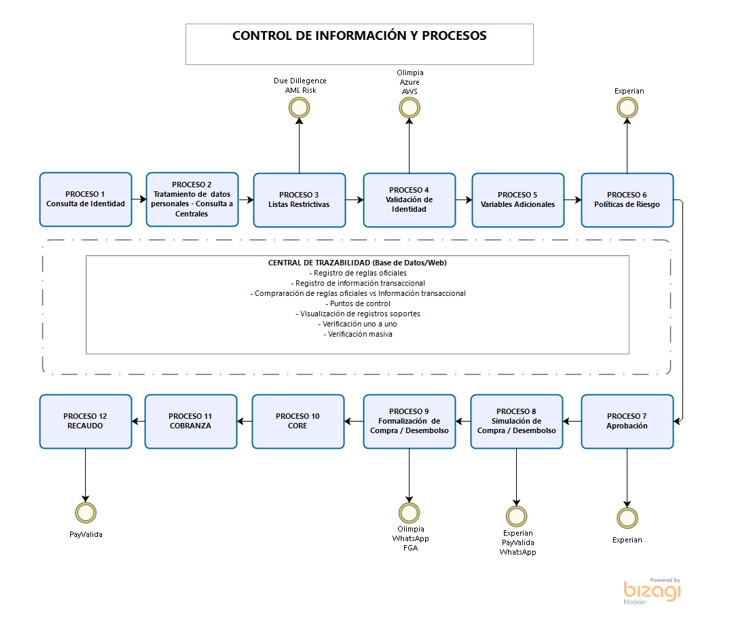 CONTROL DE INFORMACIÓN Y PROCESOS
Due Dillegence
AML Risk
Olimpia
Azure
AWS
Experian
PROCESO 1
Consulta de Identidad
PROCESO 2
Tratamiento de datos
personales - Consulta a
Centrales
PROCESO 3
Listas Restrictivas
PROCESO 4
Validación de
Identidad
PROCESO 5
Variables Adicionales
PROCESO 6
Políticas de Riesgo
CENTRAL DE TRAZABILIDAD (Base de Datos/Web)
- Registro de reglas oficiales
- Registro de información transaccional
- Compraración de reglas oficiales vs Información transaccional
- Puntos de control
- Visualización de registros soportes
- Verificación uno a uno
- Verificación masiva
PROCESO 12
RECAUDO
PROCESO 11
COBRANZA
PROCESO 10
CORE
PROCESO 9
Formalización de
Compra / Desembolso
PROCESO 8
Simulación de
Compra / Desembolso
PROCESO 7
Aprobación
PayValida
Olimpia
WhatsApp
FGA
Experian
PayValida
WhatsApp
Experian
Powered by
bizagi
Modeler